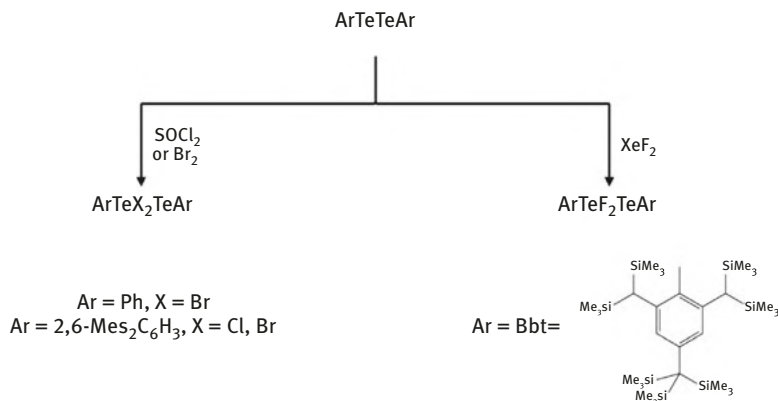 ArTeTeAr
SOCl₂
or Br₂
XeF₂
ArTeX₂TeAr
ArTeF₂TeAr
Ar = Ph, X = Br
Ar = 2,6-Mes₂C₆H₃, X = Cl, Br
Ar = Bbt=
SiMe₃
SiMe₃
Me₃si
SiMe₃
Me₃si
SiMe₃
Me₃si